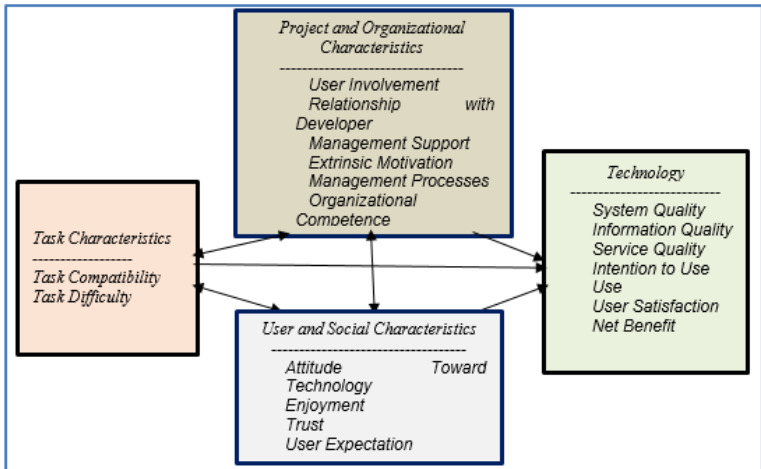 Project and Organizational
Characteristics
---------------------------------
User Involvement
Relationship with
Developer
Management Support
Extrinsic Motivation
Management Processes
Organizational
Competence
Task Characteristics
------------------
Task Compatibility
Task Difficulty
User and Social Characteristics
-----------------------------------
Attitude Toward
Technology
Enjoyment
Trust
User Expectation
Technology
---------------------------
System Quality
Information Quality
Service Quality
Intention to Use
Use
User Satisfaction
Net Benefit